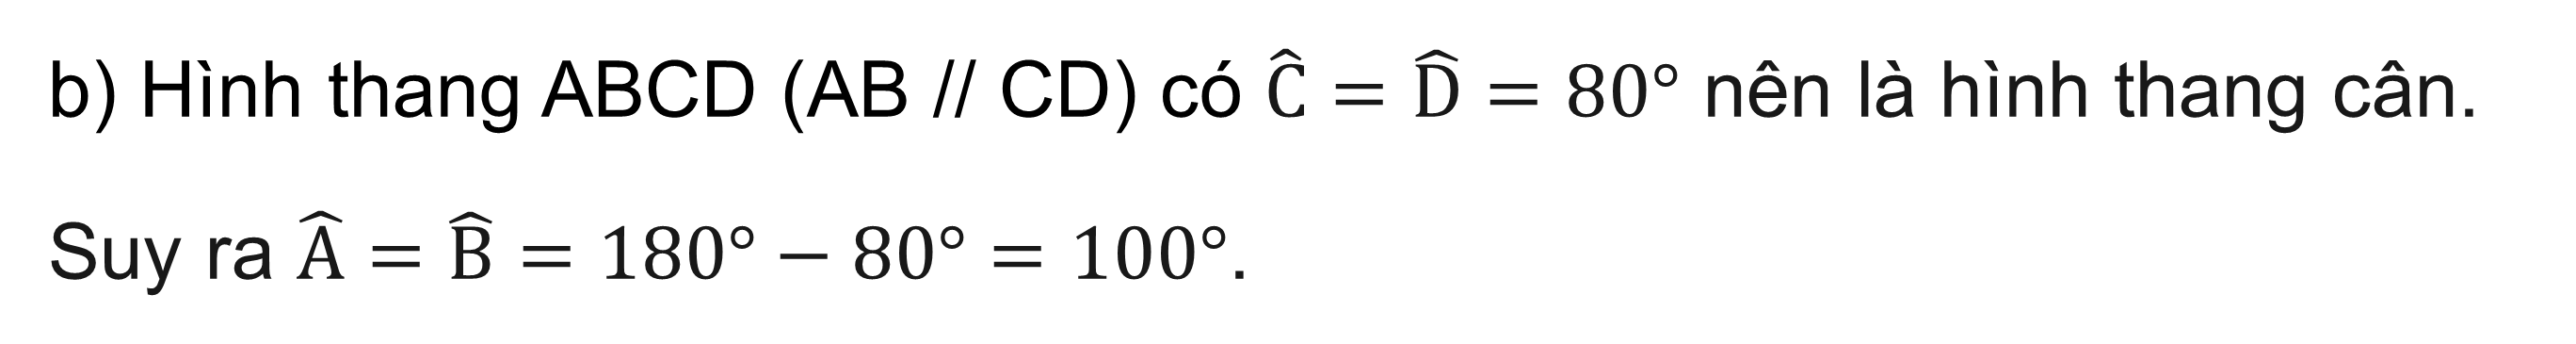 b) Hình thang ABCD (AB // CD) có Ĉ = D̂ = 80° nên là hình thang cân.
Suy ra Â = B̂ = 180° − 80° = 100°.